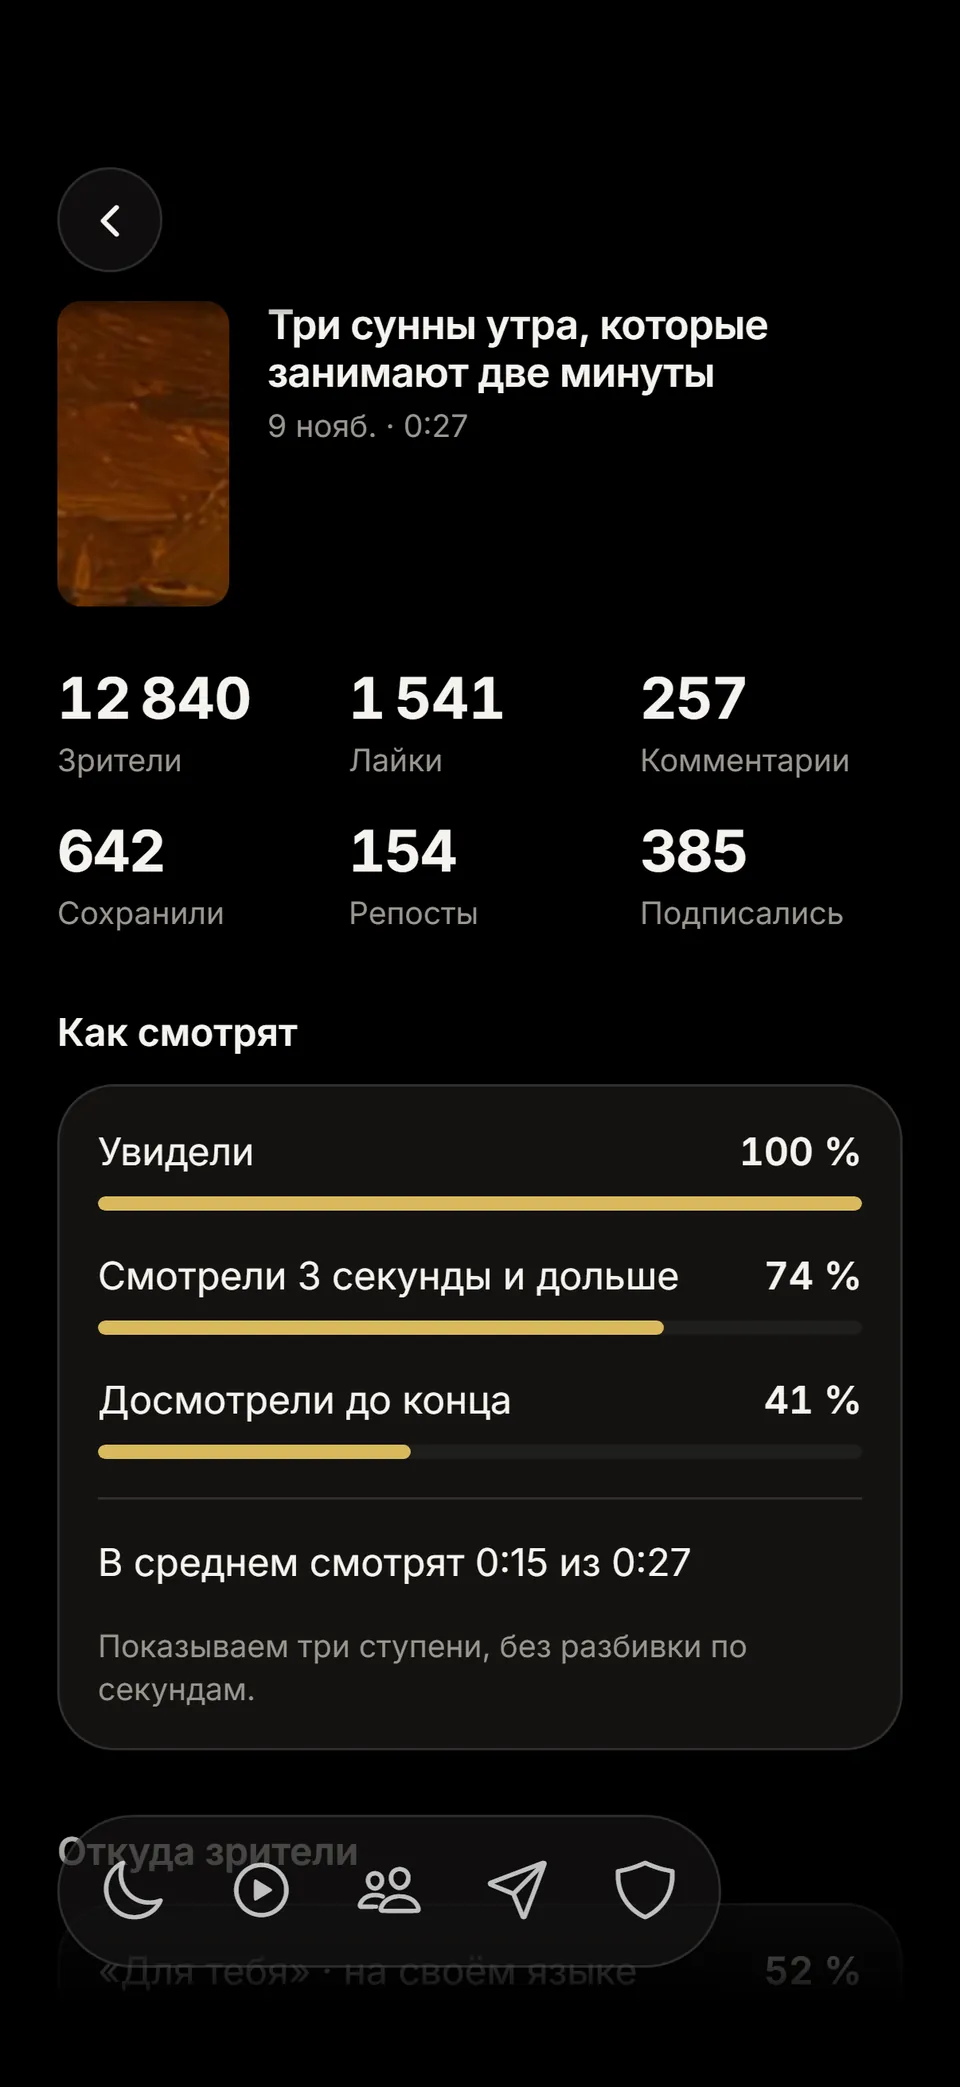 Три сунны утра, которые
занимают две минуты
9 нояб. · 0:27
12 840
1 541
257
Зрители
Лайки
Комментарии
642
154
385
Сохранили
Репосты
Подписались
Как смотрят
Увидели 100 %
Смотрели 3 секунды и дольше 74 %
Досмотрели до конца 41 %
В среднем смотрят 0:15 из 0:27
Показываем три ступени, без разбивки по
секундам.
Откуда зрители
«Для тебя» · на своём языке 52 %